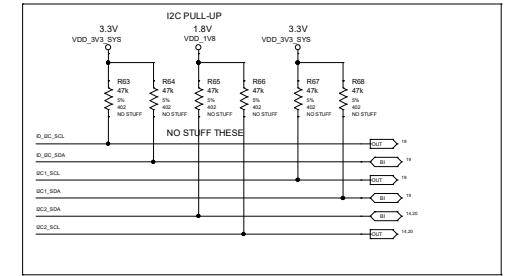 I2C PULL-UP
3.3V 1.8V 3.3V
VDD_3V3_SYS VDD_1V8 VDD_3V3_SYS
R63 R64 R65 R66 R67 R68
47k 47k 47k 47k 47k 47k
5% 5% 5% 5% 5% 5%
402 402 402 402 402 402
NO STUFF NO STUFF NO STUFF NO STUFF NO STUFF NO STUFF
NO STUFF THESE
ID_I2C_SCL OUT 19
ID_I2C_SDA BI 19
I2C1_SCL OUT 19
I2C1_SDA BI 19
I2C2_SDA BI 14,20
I2C2_SCL OUT 14,20